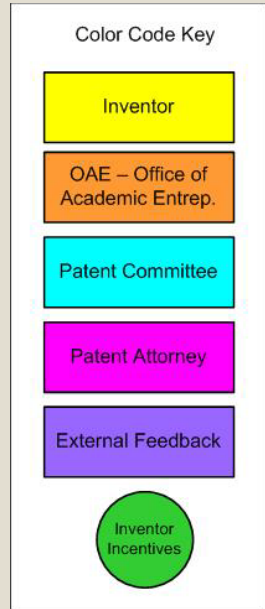 Color Code Key
Inventor
OAE – Office of
Academic Entrep.
Patent Committee
Patent Attorney
External Feedback
Inventor
Incentives